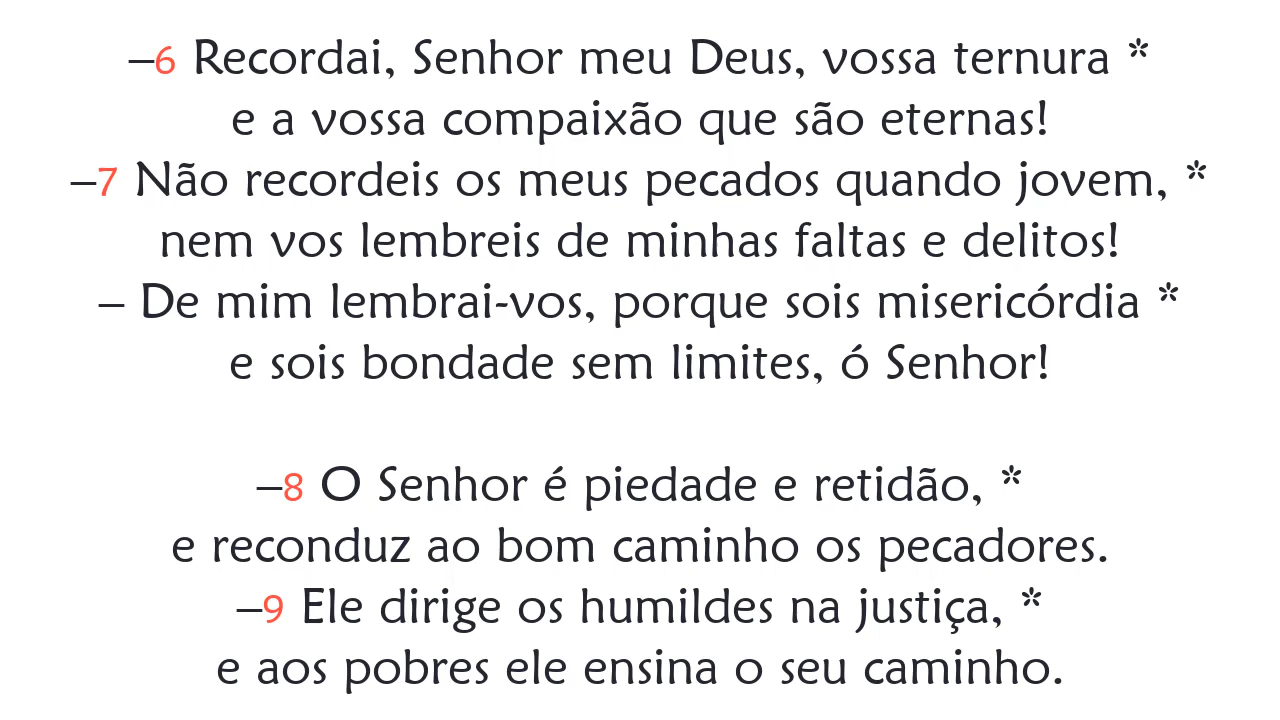 –6 Recordai, Senhor meu Deus, vossa ternura *
e a vossa compaixão que são eternas!
–7 Não recordeis os meus pecados quando jovem, *
nem vos lembreis de minhas faltas e delitos!
– De mim lembrai-vos, porque sois misericórdia *
e sois bondade sem limites, ó Senhor!
–8 O Senhor é piedade e retidão, *
e reconduz ao bom caminho os pecadores.
–9 Ele dirige os humildes na justiça, *
e aos pobres ele ensina o seu caminho.